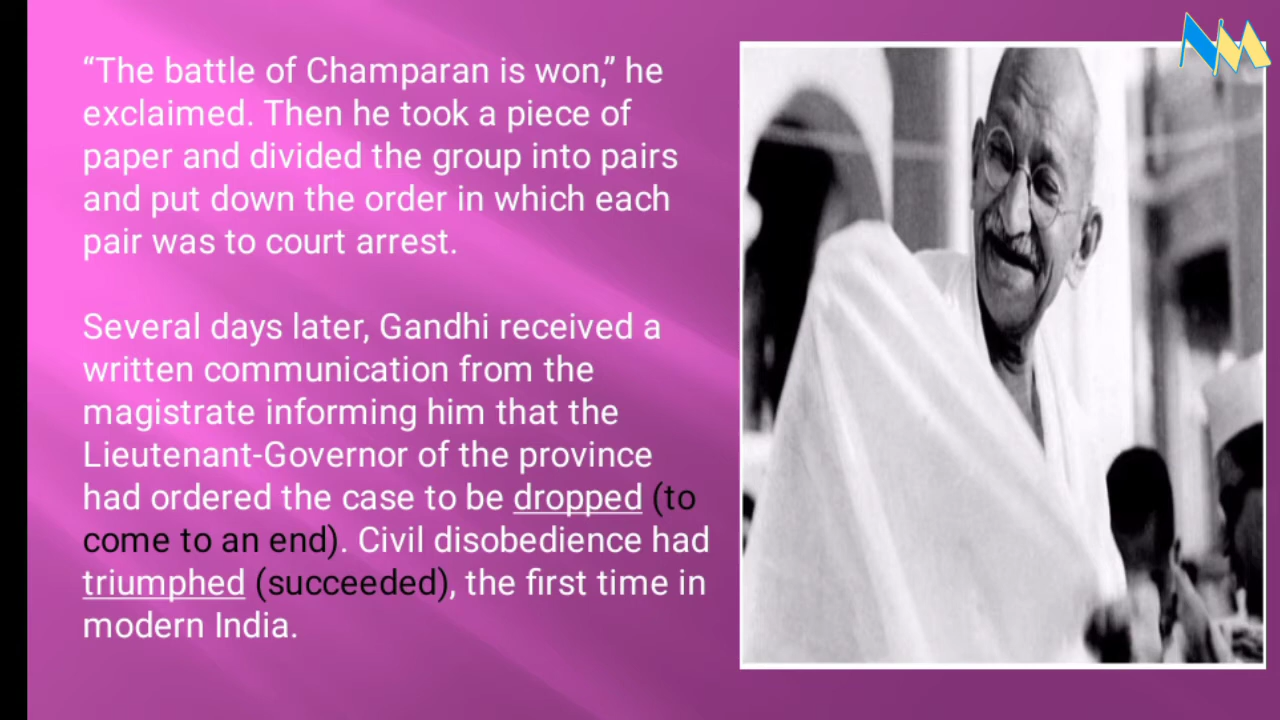 “The battle of Champaran is won,” he
exclaimed. Then he took a piece of
paper and divided the group into pairs
and put down the order in which each
pair was to court arrest.
Several days later, Gandhi received a
written communication from the
magistrate informing him that the
Lieutenant-Governor of the province
had ordered the case to be dropped (to
come to an end). Civil disobedience had
triumphed (succeeded), the first time in
modern India.
NM